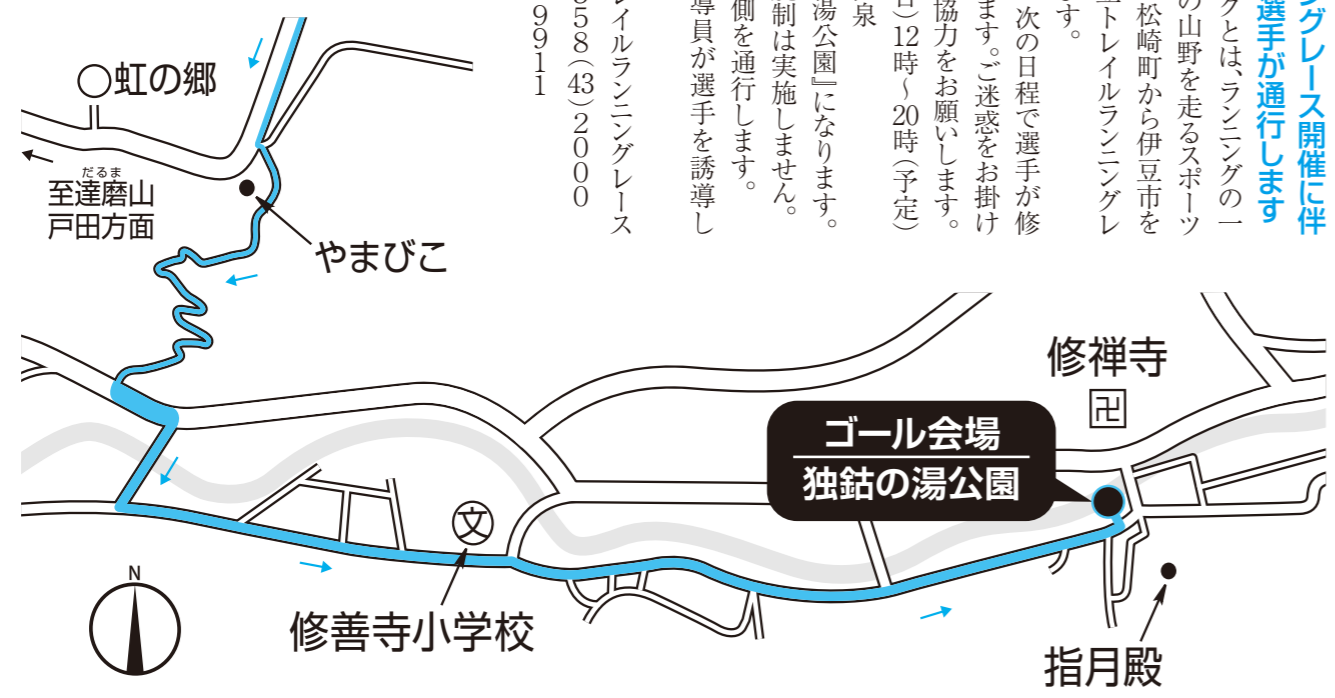 ングレース開催に伴
選手が通行します
グとは、ランニングの一
の山野を走るスポーツ
松崎町から伊豆市を
トレイルランニングレ
ます。
次の日程で選手が修
ます。ご迷惑をお掛け
協力をお願いします。
日)12時〜20時(予定)
泉
湯公園』になります。
制は実施しません。
側を通行します。
導員が選手を誘導し
レイルランニングレース
558(43)2000
9911
虹の郷
だるま
至達磨山
戸田方面
やまびこ
修禅寺
卍
ゴール会場
独鈷の湯公園
文
修善寺小学校
指月殿
N